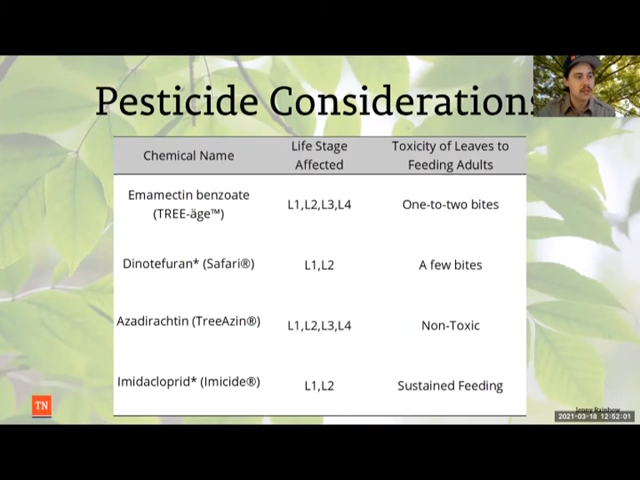 Pesticide Considerations
Chemical Name
Life Stage
Affected
Toxicity of Leaves to
Feeding Adults
Emamectin benzoate
(TREE-äge™)
L1,L2,L3,L4
One-to-two bites
Dinotefuran* (Safari®)
L1,L2
A few bites
Azadirachtin (TreeAzin®)
L1,L2,L3,L4
Non-Toxic
Imidacloprid* (Imicide®)
L1,L2
Sustained Feeding
TN
2021-03-18 12:52:01